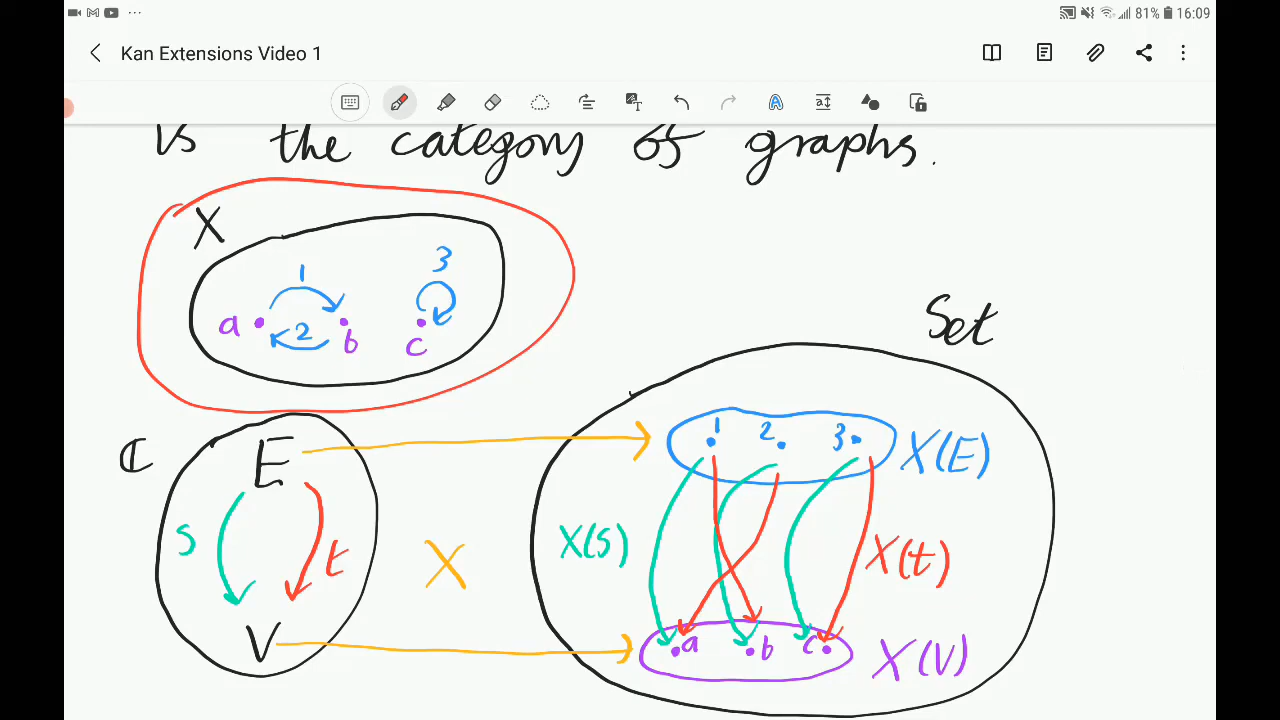 81% 16:09
Kan Extensions Video 1
is the category of graphs.
X
1
3
a 2 b c
Set
ℂ E
1 2 3 X(E)
s t X X(s) X(t)
V
a b c X(V)